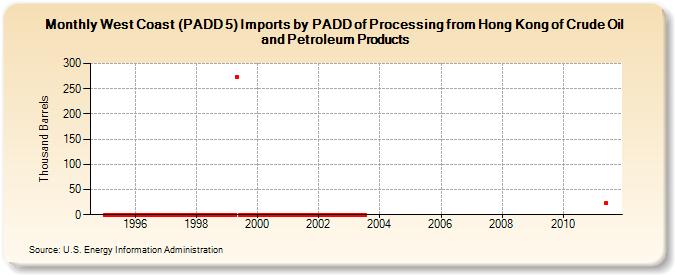 Monthly West Coast (PADD 5) Imports by PADD of Processing from Hong Kong of Crude Oil
and Petroleum Products
Thousand Barrels
300
250
200
150
100
50
0
1996 1998 2000 2002 2004 2006 2008 2010
Source: U.S. Energy Information Administration